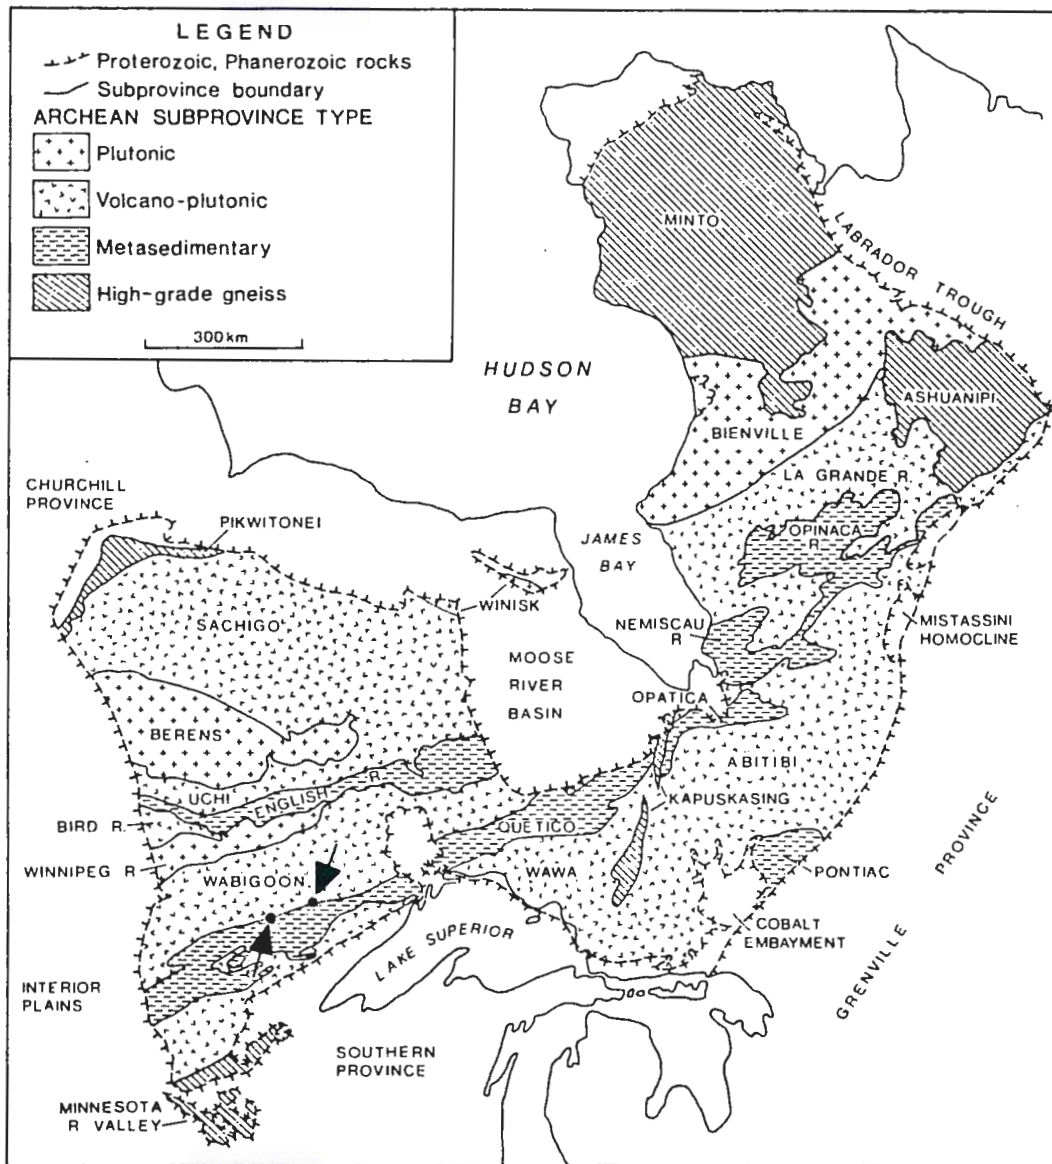 LEGEND
Proterozoic, Phanerozoic rocks
Subprovince boundary
ARCHEAN SUBPROVINCE TYPE
Plutonic
Volcano-plutonic
Metasedimentary
High-grade gneiss
300 km
MINTO
LABRADOR TROUGH
HUDSON
BAY
ASHUANIPI
BIENVILLE
LA GRANDE R.
CHURCHILL
PROVINCE
PIKWITONEI
OPINACA
R.
JAMES
BAY
WINISK
SACHIGO
NEMISCAU
R
MISTASSINI
HOMOCLINE
MOOSE
RIVER
BASIN
OPATICA
BERENS
ABITIBI
UCHI
ENGLISH R.
KAPUSKASING
BIRD R.
QUETICO
WINNIPEG R
WABIGOON
WAWA
PONTIAC
GRENVILLE PROVINCE
COBALT
EMBAYMENT
LAKE SUPERIOR
INTERIOR
PLAINS
SOUTHERN
PROVINCE
MINNESOTA
R VALLEY